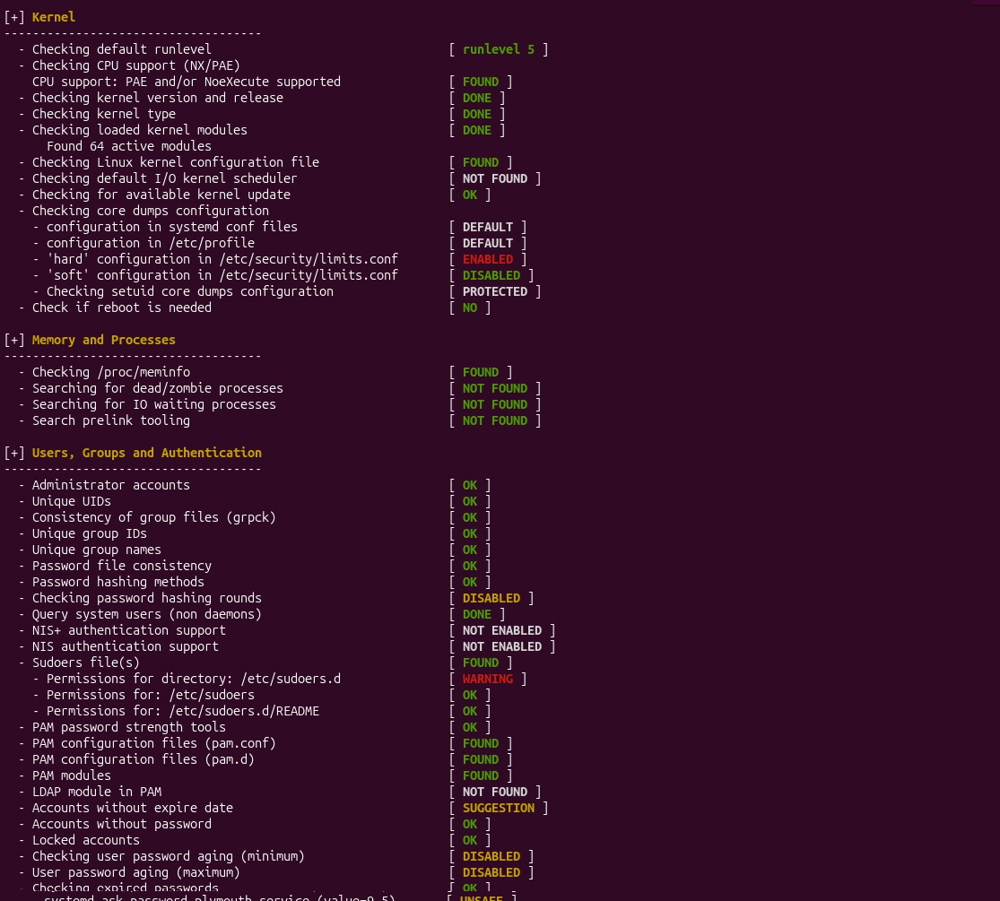 [+] Kernel
------------------------------------
- Checking default runlevel [ runlevel 5 ]
- Checking CPU support (NX/PAE)
CPU support: PAE and/or NoeXecute supported [ FOUND ]
- Checking kernel version and release [ DONE ]
- Checking kernel type [ DONE ]
- Checking loaded kernel modules [ DONE ]
Found 64 active modules
- Checking Linux kernel configuration file [ FOUND ]
- Checking default I/O kernel scheduler [ NOT FOUND ]
- Checking for available kernel update [ OK ]
- Checking core dumps configuration
- configuration in systemd conf files [ DEFAULT ]
- configuration in /etc/profile [ DEFAULT ]
- 'hard' configuration in /etc/security/limits.conf [ ENABLED ]
- 'soft' configuration in /etc/security/limits.conf [ DISABLED ]
- Checking setuid core dumps configuration [ PROTECTED ]
- Check if reboot is needed [ NO ]
[+] Memory and Processes
------------------------------------
- Checking /proc/meminfo [ FOUND ]
- Searching for dead/zombie processes [ NOT FOUND ]
- Searching for IO waiting processes [ NOT FOUND ]
- Search prelink tooling [ NOT FOUND ]
[+] Users, Groups and Authentication
------------------------------------
- Administrator accounts [ OK ]
- Unique UIDs [ OK ]
- Consistency of group files (grpck) [ OK ]
- Unique group IDs [ OK ]
- Unique group names [ OK ]
- Password file consistency [ OK ]
- Password hashing methods [ OK ]
- Checking password hashing rounds [ DISABLED ]
- Query system users (non daemons) [ DONE ]
- NIS+ authentication support [ NOT ENABLED ]
- NIS authentication support [ NOT ENABLED ]
- Sudoers file(s) [ FOUND ]
- Permissions for directory: /etc/sudoers.d [ WARNING ]
- Permissions for: /etc/sudoers [ OK ]
- Permissions for: /etc/sudoers.d/README [ OK ]
- PAM password strength tools [ OK ]
- PAM configuration files (pam.conf) [ FOUND ]
- PAM configuration files (pam.d) [ FOUND ]
- PAM modules [ FOUND ]
- LDAP module in PAM [ NOT FOUND ]
- Accounts without expire date [ SUGGESTION ]
- Accounts without password [ OK ]
- Locked accounts [ OK ]
- Checking user password aging (minimum) [ DISABLED ]
- User password aging (maximum) [ DISABLED ]
- Checking expired passwords [ OK ]
systemd-ask-password-plymouth.service (value=9.5) [ UNSAFE ]